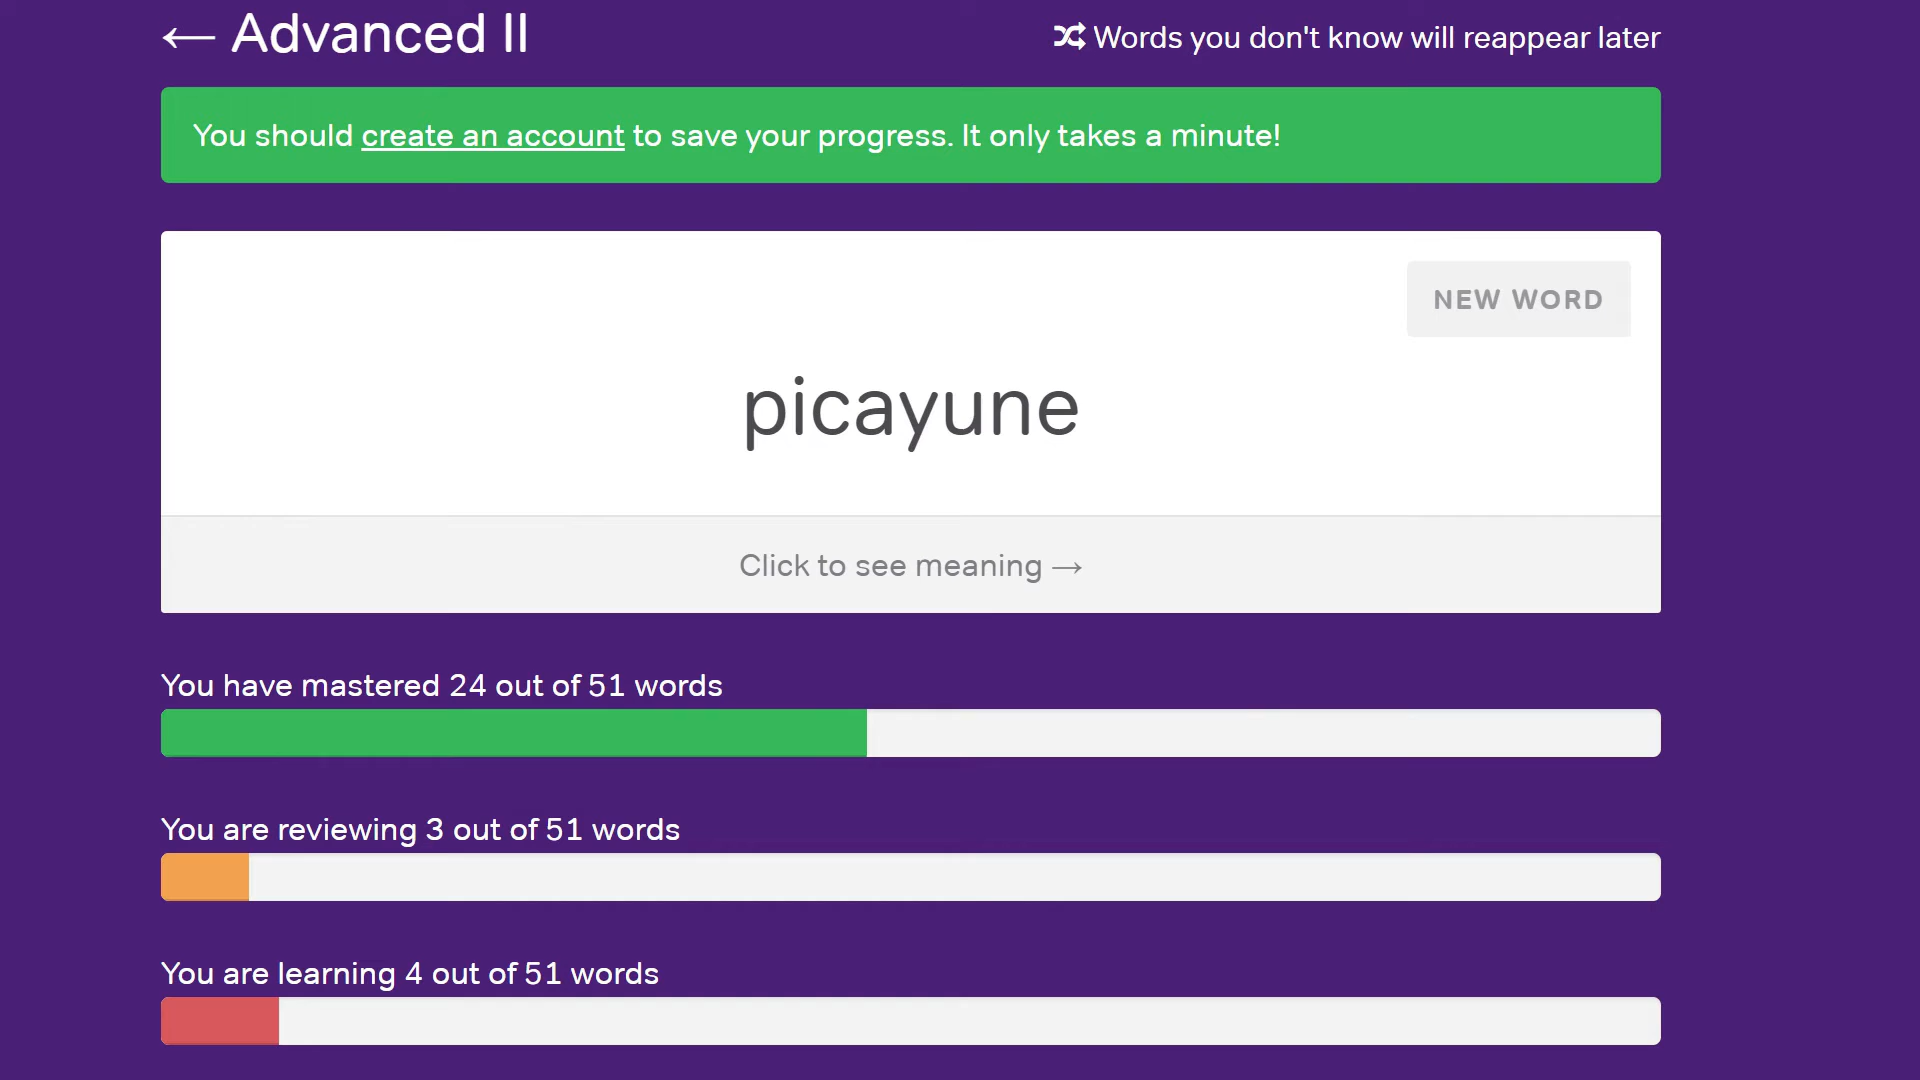 ← Advanced II
Words you don't know will reappear later
You should create an account to save your progress. It only takes a minute!
NEW WORD
picayune
Click to see meaning →
You have mastered 24 out of 51 words
You are reviewing 3 out of 51 words
You are learning 4 out of 51 words